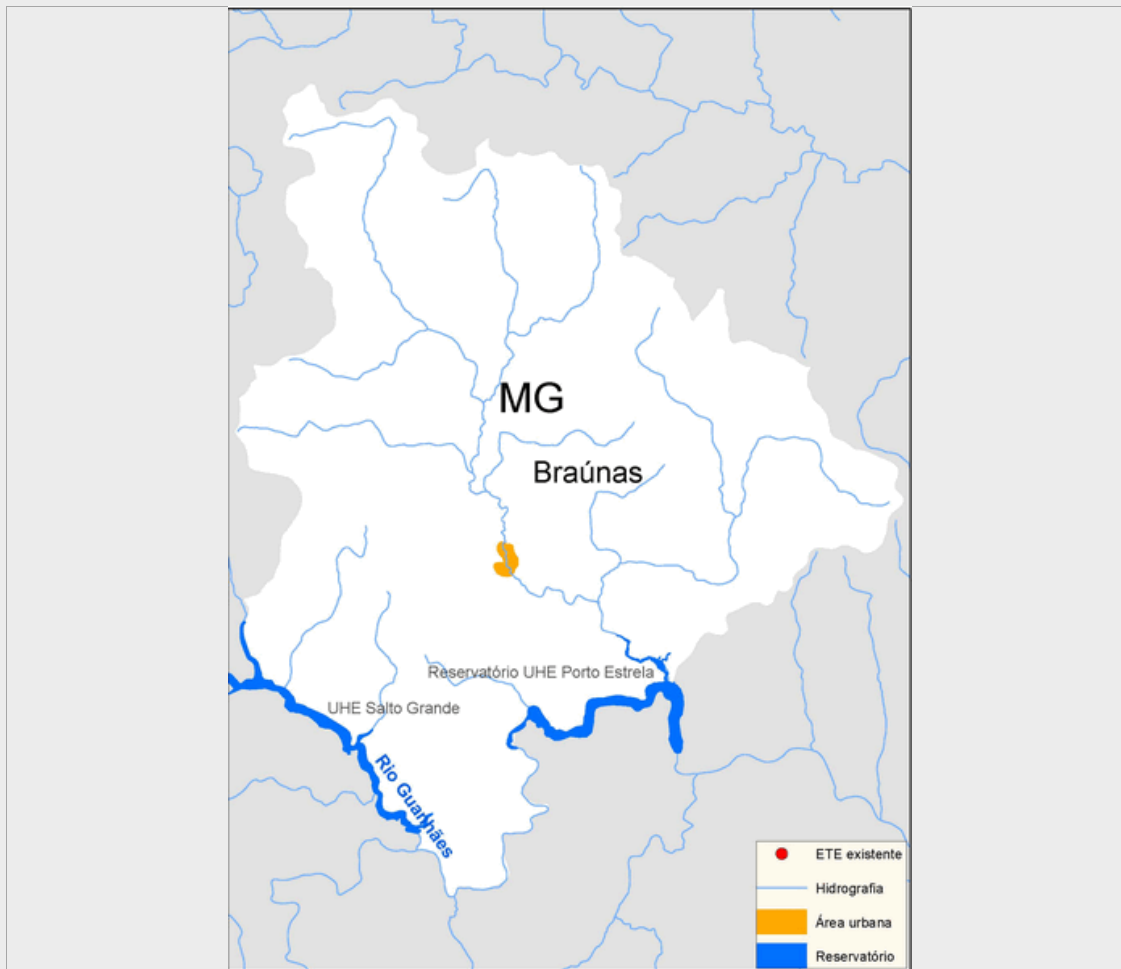 MG
Braúnas
Reservatório UHE Porto Estrela
UHE Salto Grande
Rio Guanhães
ETE existente
Hidrografia
Área urbana
Reservatório